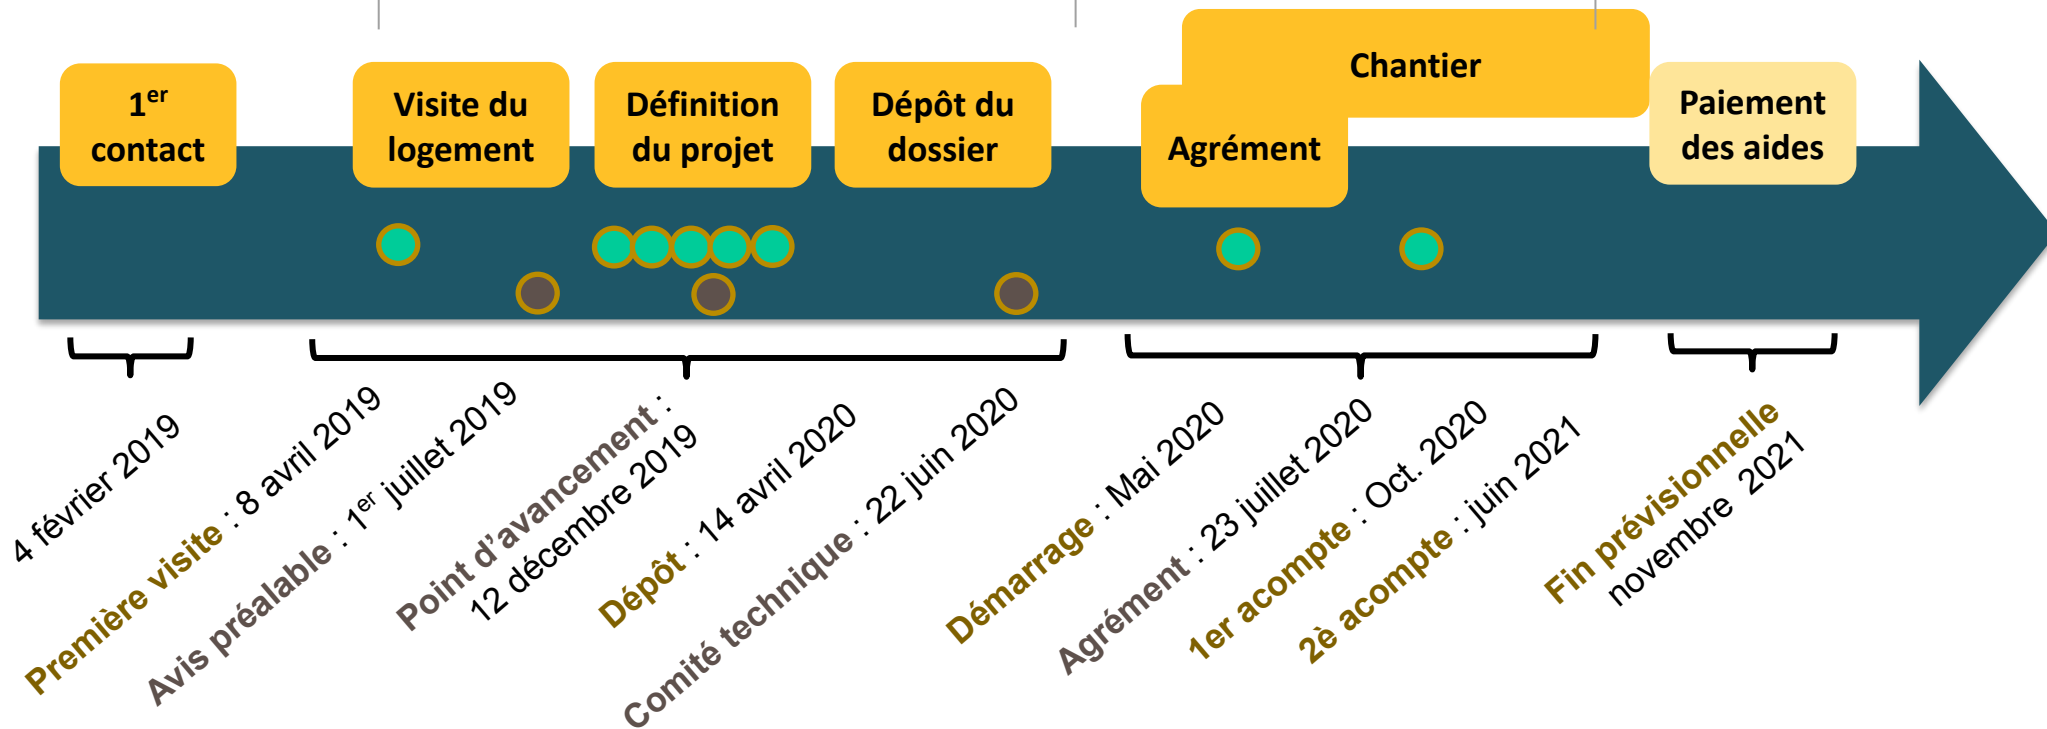 1er
contact
Visite du
logement
Définition
du projet
Dépôt du
dossier
Agrément
Chantier
Paiement
des aides
4 février 2019
Première visite : 8 avril 2019
Avis préalable : 1er juillet 2019
Point d'avancement :
12 décembre 2019
Dépôt : 14 avril 2020
Comité technique : 22 juin 2020
Démarrage : Mai 2020
Agrément : 23 juillet 2020
1er acompte : Oct. 2020
2è acompte : juin 2021
Fin prévisionnelle
novembre 2021